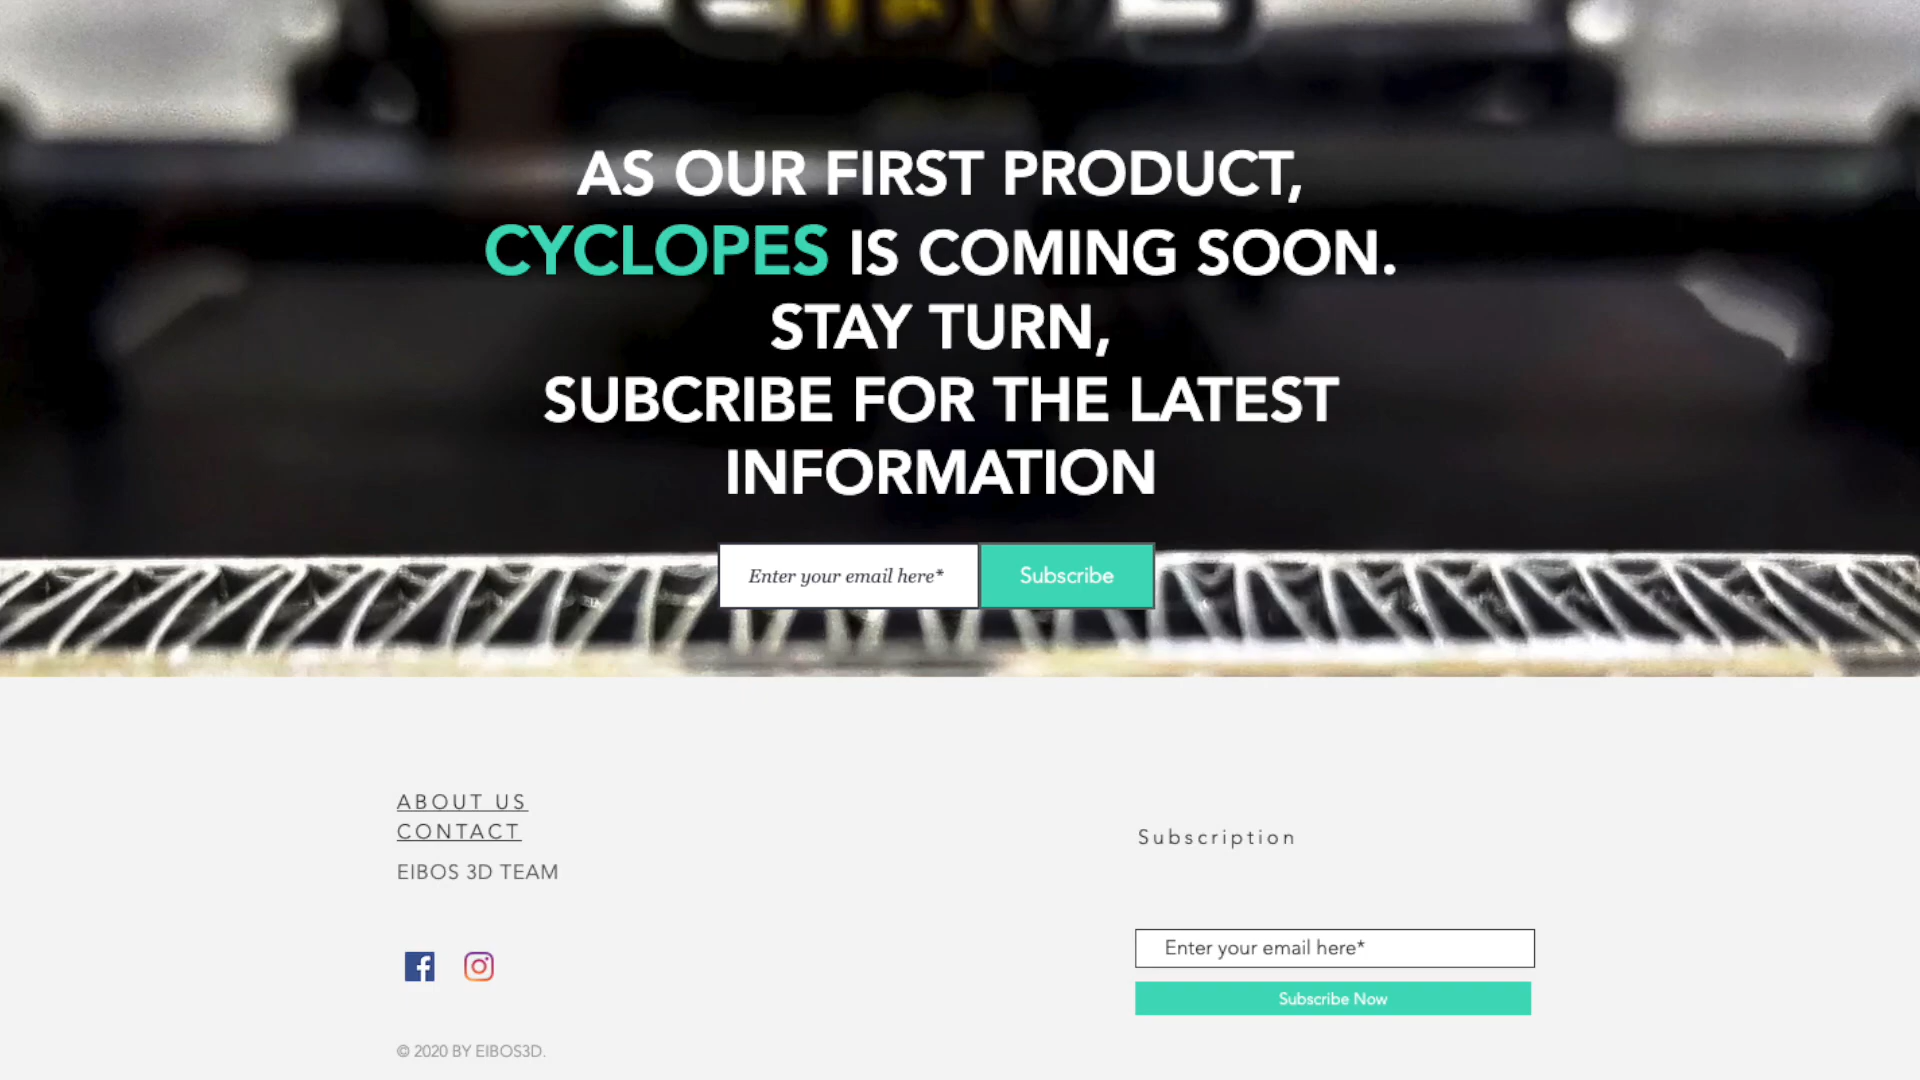 AS OUR FIRST PRODUCT,
CYCLOPES IS COMING SOON.
STAY TURN,
SUBCRIBE FOR THE LATEST
INFORMATION
Enter your email here*
Subscribe
ABOUT US
CONTACT
EIBOS 3D TEAM
Subscription
Enter your email here*
Subscribe Now
© 2020 BY EIBOS3D.